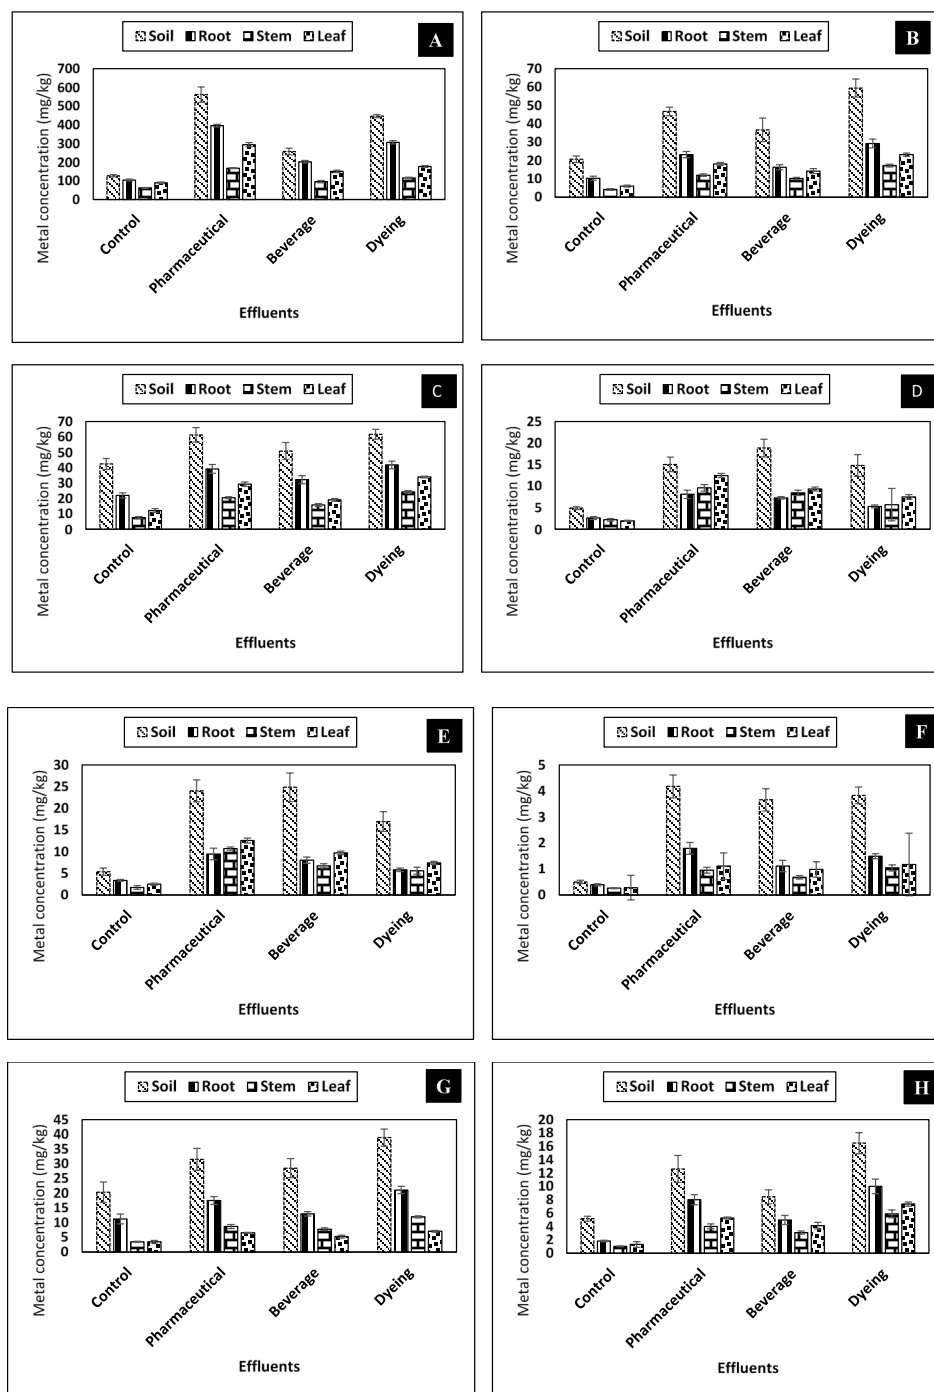 Soil Root Stem Leaf
A
Metal concentration (mg/kg)
700
600
500
400
300
200
100
0
Control
Pharmaceutical
Beverage
Dyeing
Effluents
Soil Root Stem Leaf
B
Metal concentration (mg/kg)
70
60
50
40
30
20
10
0
Control
Pharmaceutical
Beverage
Dyeing
Effluents
Soil Root Stem Leaf
C
Metal concentration (mg/kg)
70
60
50
40
30
20
10
0
Control
Pharmaceutical
Beverage
Dyeing
Effluents
Soil Root Stem Leaf
D
Metal concentration (mg/kg)
25
20
15
10
5
0
Control
Pharmaceutical
Beverage
Dyeing
Effluents
Soil Root Stem Leaf
E
Metal concentration (mg/kg)
30
25
20
15
10
5
0
Control
Pharmaceutical
Beverage
Dyeing
Effluents
Soil Root Stem Leaf
F
Metal concentration (mg/kg)
5
4
3
2
1
0
Control
Pharmaceutical
Beverage
Dyeing
Effluents
Soil Root Stem Leaf
G
Metal concentration (mg/kg)
45
40
35
30
25
20
15
10
5
0
Control
Pharmaceutical
Beverage
Dyeing
Effluents
Soil Root Stem Leaf
H
Metal concentration (mg/kg)
20
18
16
14
12
10
8
6
4
2
0
Control
Pharmaceutical
Beverage
Dyeing
Effluents